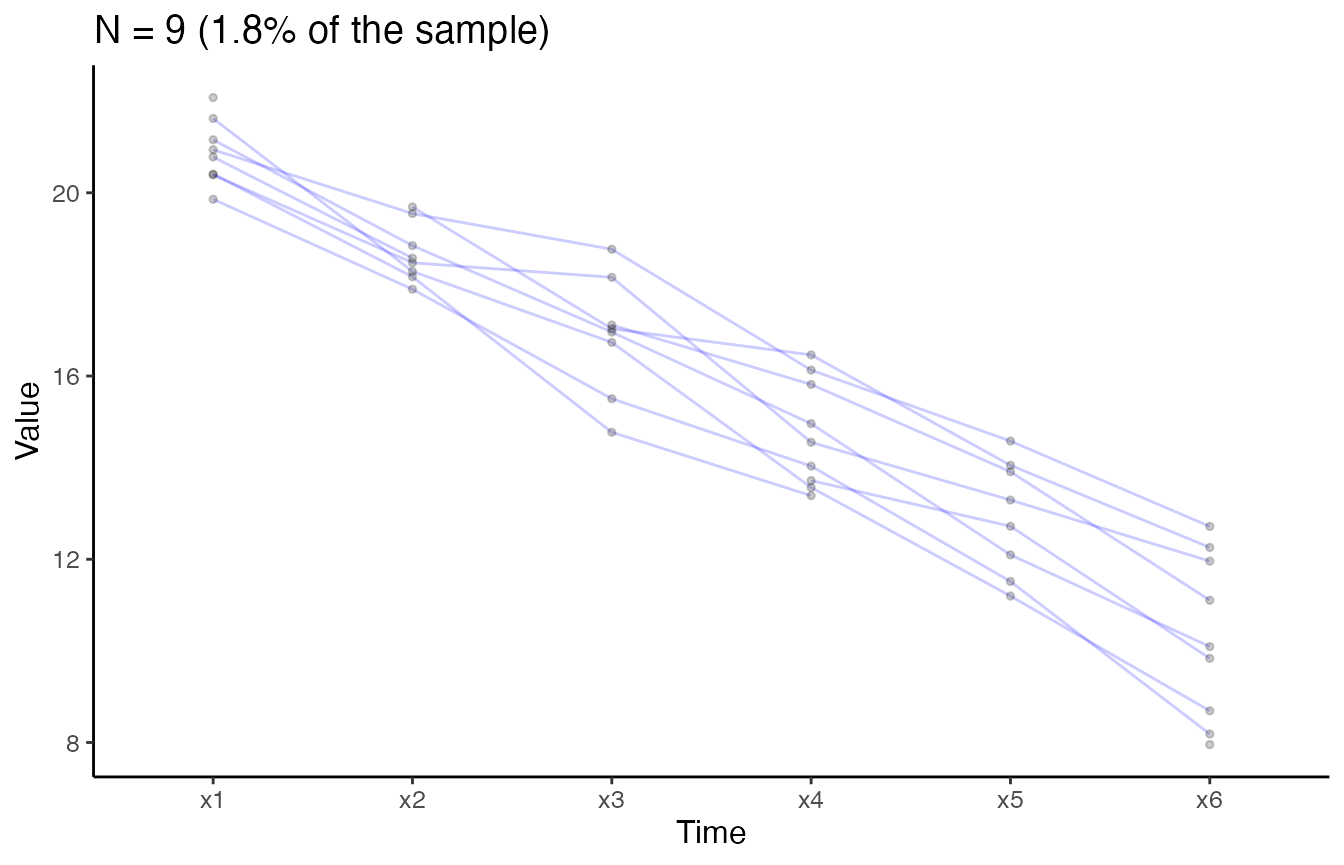 N = 9 (1.8% of the sample)
Value
20
16
12
8
x1 x2 x3 x4 x5 x6
Time